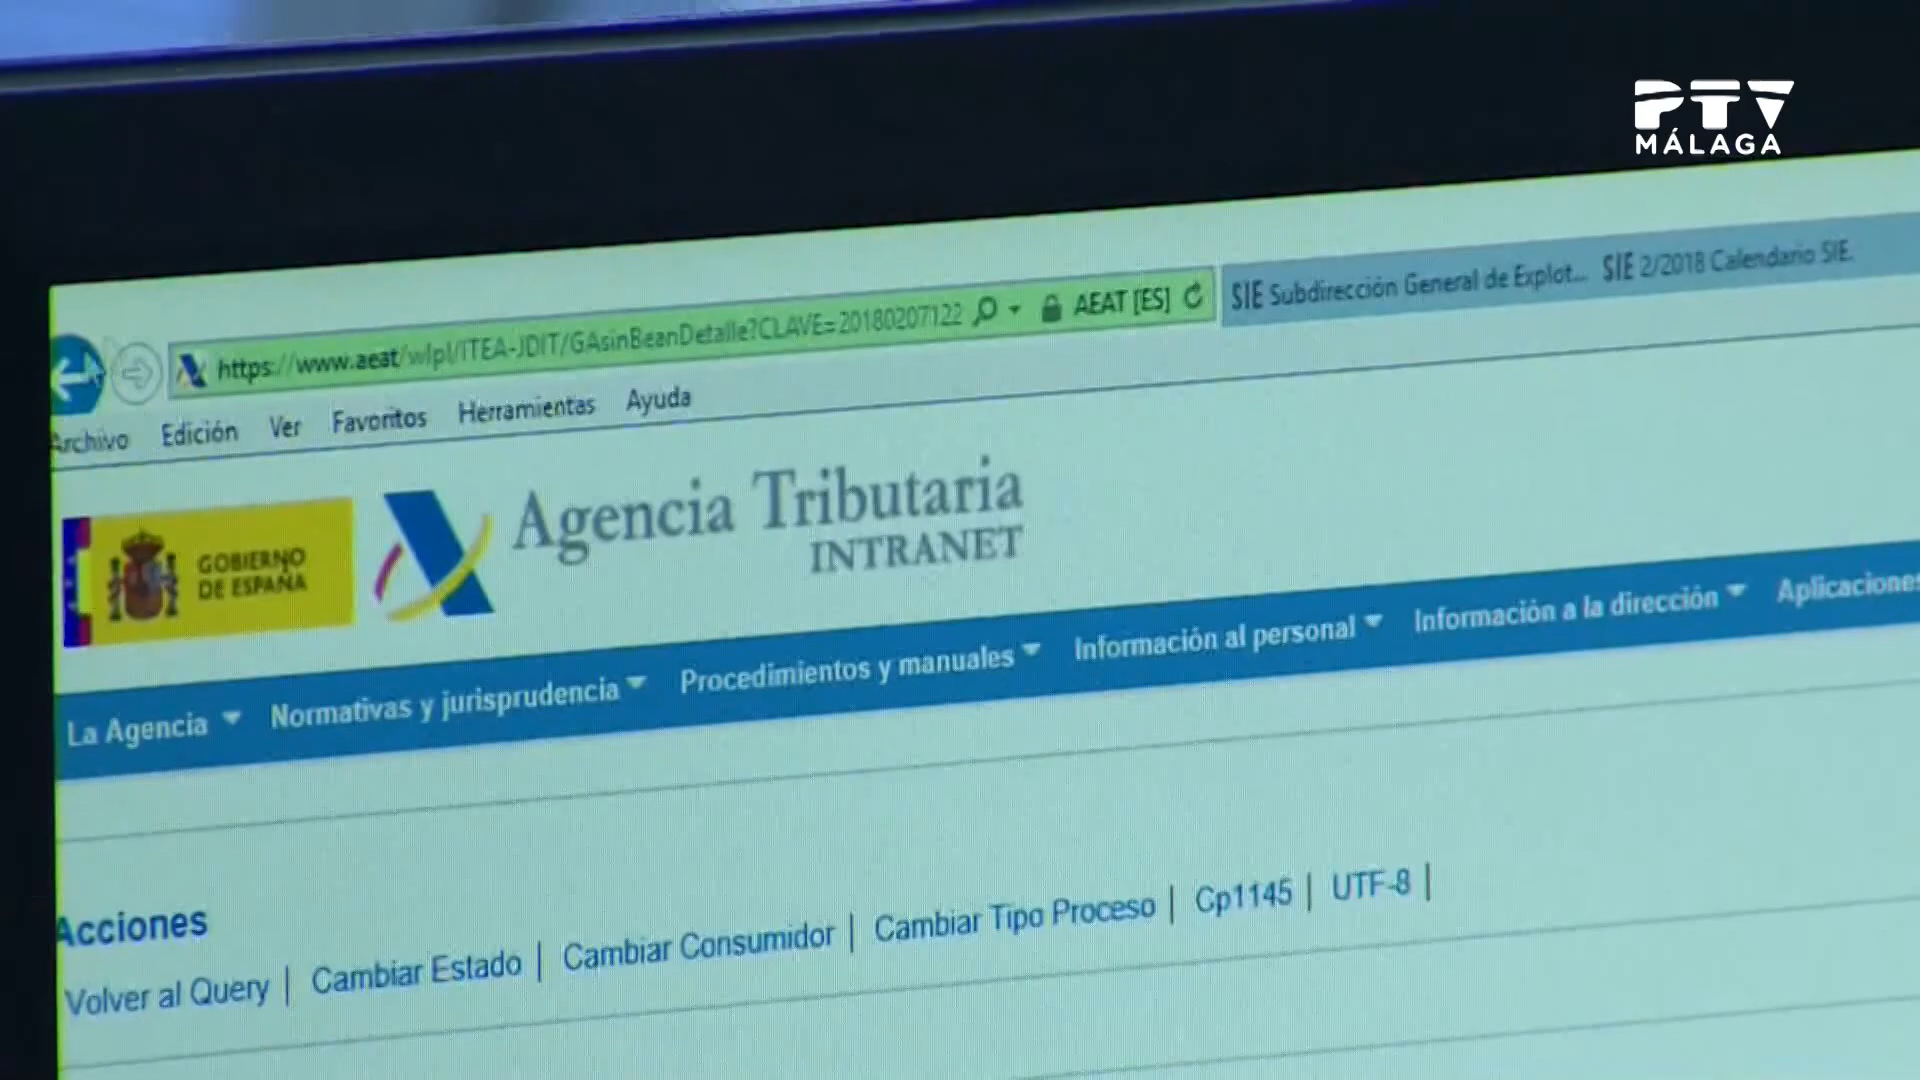 PTV
MÁLAGA
https://www.aeat/wlpl/ITEA-JDIT/GAsinBeanDetalle?CLAVE=20180207122 AEAT [ES] SIE Subdirección General de Explot... SIE 2/2018 Calendario SIE.
Archivo Edición Ver Favoritos Herramientas Ayuda
GOBIERNO
DE ESPAÑA
Agencia Tributaria
INTRANET
La Agencia Normativas y jurisprudencia Procedimientos y manuales Información al personal Información a la dirección Aplicaciones
Acciones
Volver al Query | Cambiar Estado | Cambiar Consumidor | Cambiar Tipo Proceso | Cp1145 | UTF-8 |